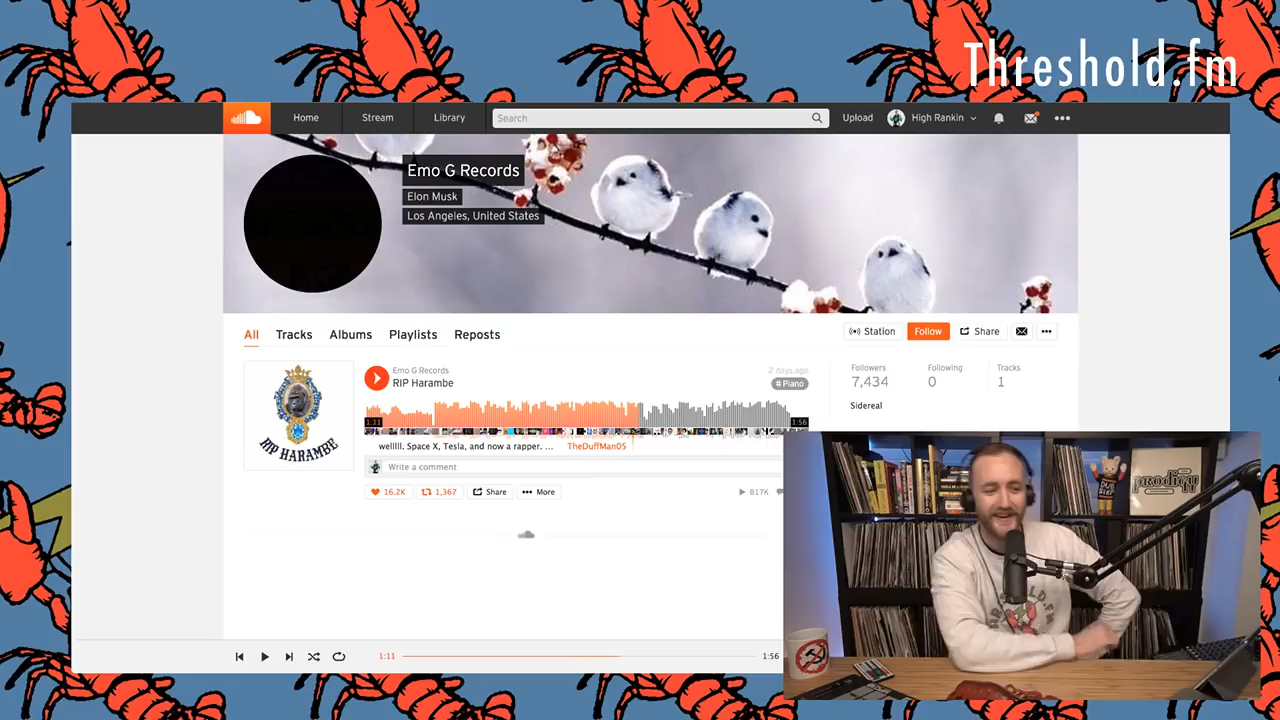 Threshold.fm
Home
Stream
Library
Search
Upload
High Rankin
Emo G Records
Elon Musk
Los Angeles, United States
All
Tracks
Albums
Playlists
Reposts
Station
Follow
Share
Emo G Records
2 days ago
RIP Harambe
# Piano
Followers
Following
Tracks
7,434
0
1
Sidereal
RIP HARAMBE
1:11
1:56
welllll. Space X, Tesla, and now a rapper. ...
TheDuffManOS
Write a comment
16.2K
1,367
Share
More
817K
prodigy
1:11
1:56